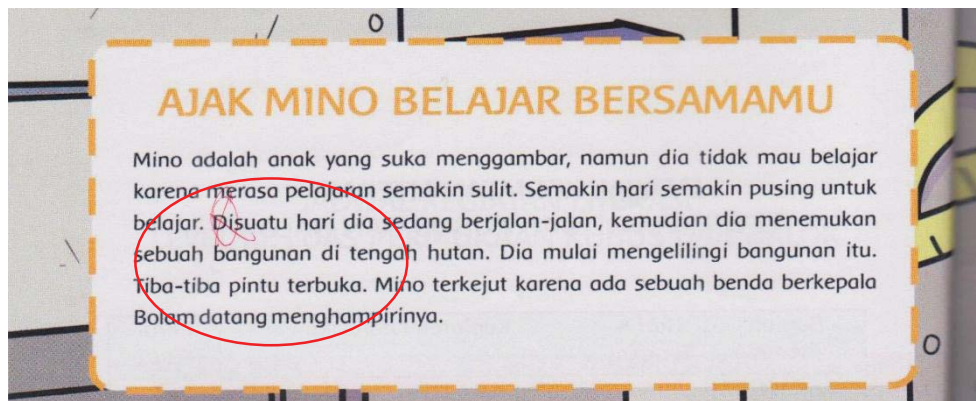 AJAK MINO BELAJAR BERSAMAMU
Mino adalah anak yang suka menggambar, namun dia tidak mau belajar
karena merasa pelajaran semakin sulit. Semakin hari semakin pusing untuk
belajar. Disuatu hari dia sedang berjalan-jalan, kemudian dia menemukan
sebuah bangunan di tengah hutan. Dia mulai mengelilingi bangunan itu.
Tiba-tiba pintu terbuka. Mino terkejut karena ada sebuah benda berkepala
Bolam datang menghampirinya.